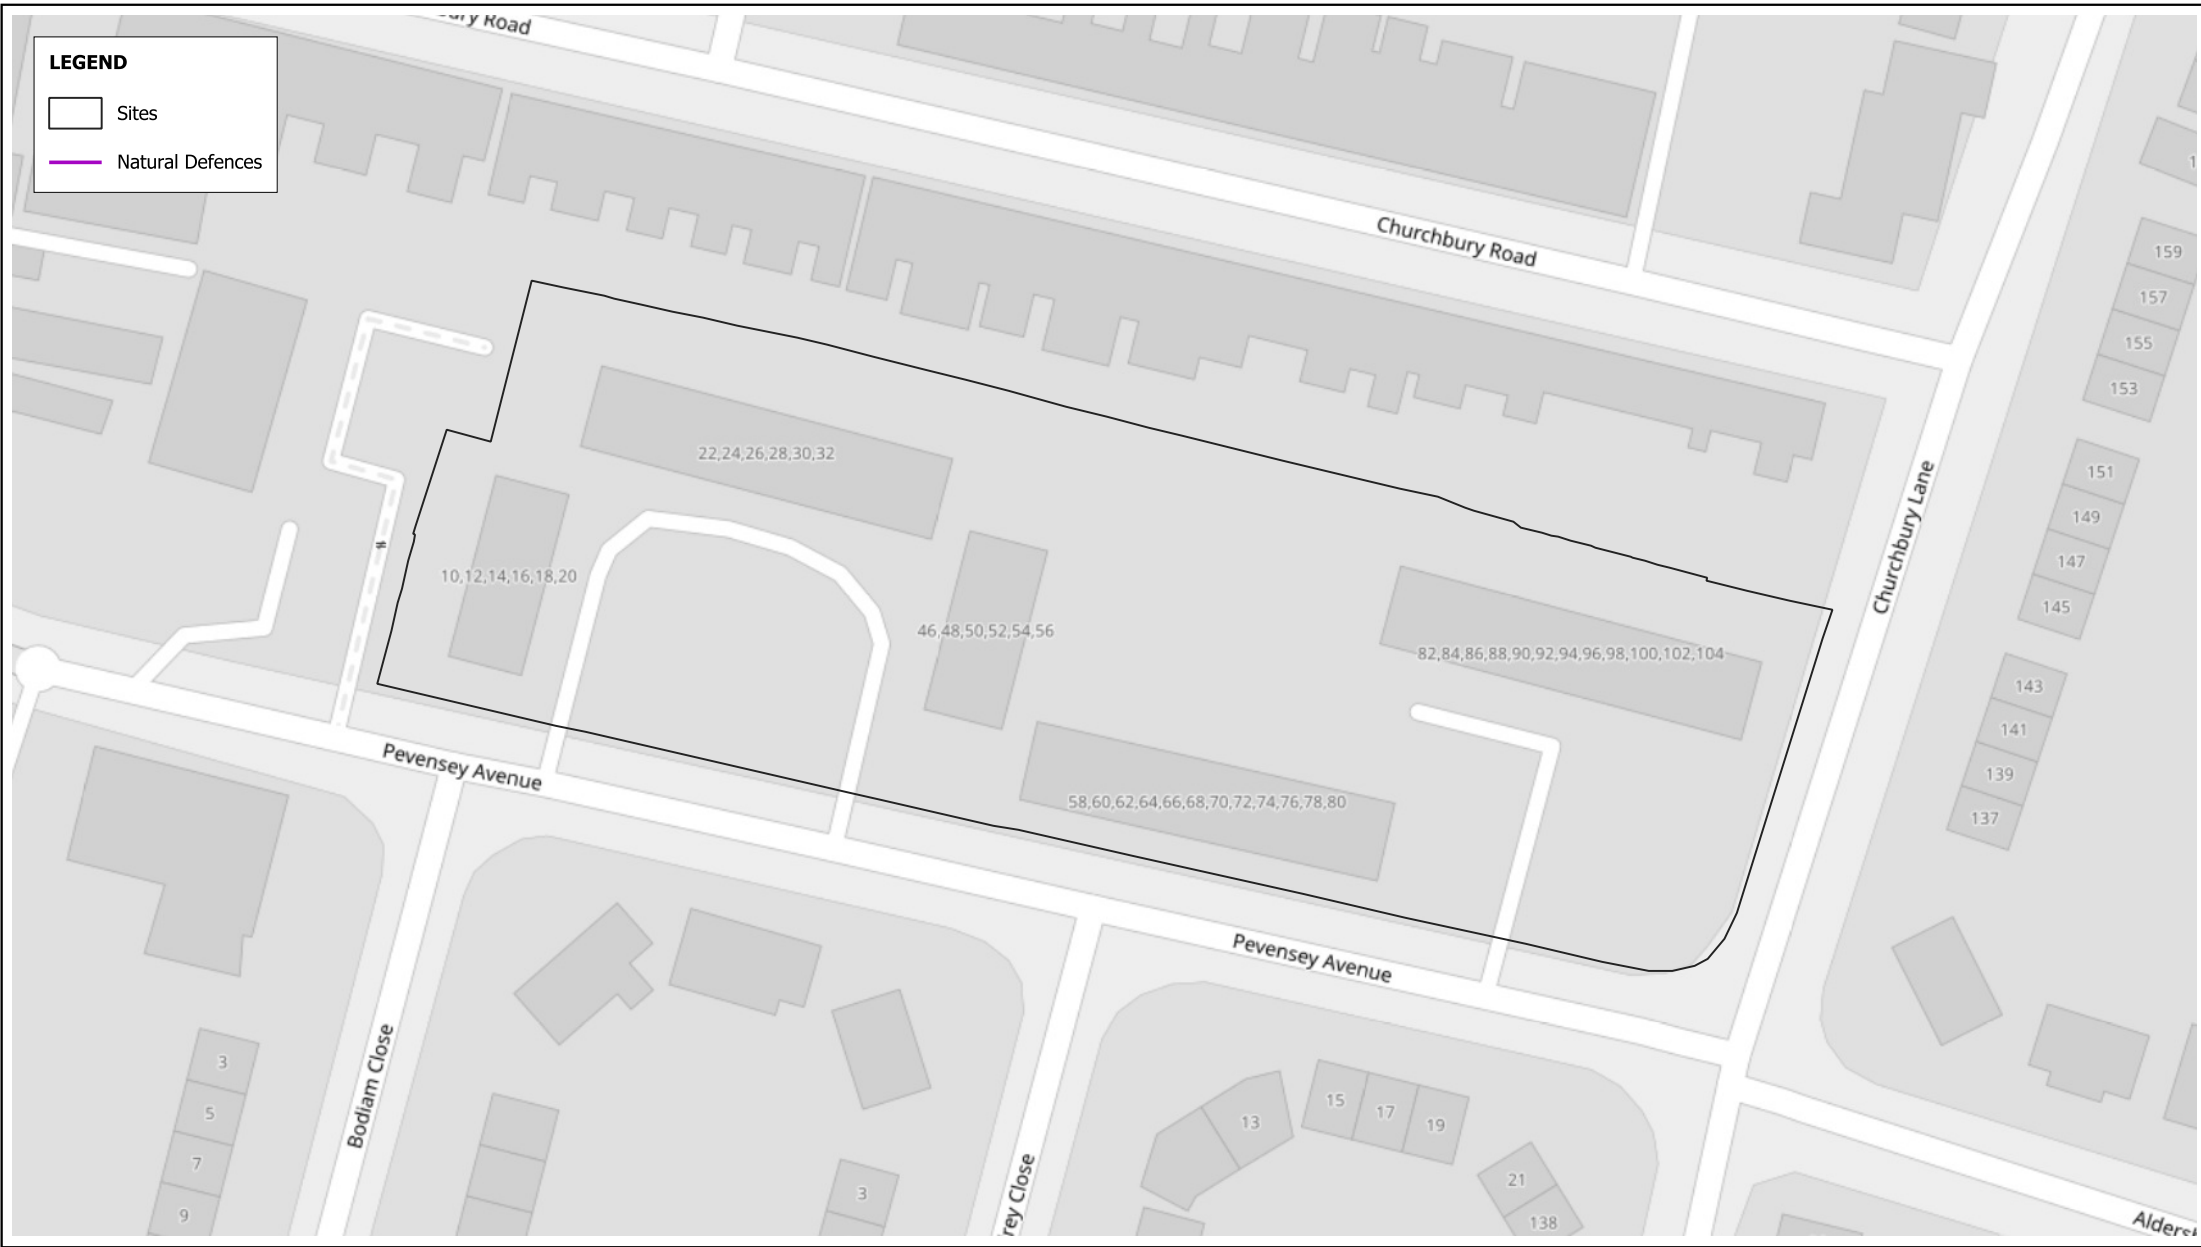 Road
LEGEND
Sites
Natural Defences
Churchbury Road
159
157
155
153
22,24,26,28,30,32
151
149
147
145
Churchbury Lane
10,12,14,16,18,20
46,48,50,52,54,56
82,84,86,88,90,92,94,96,98,100,102,104
143
141
139
137
Pevensey Avenue
58,60,62,64,66,68,70,72,74,76,78,80
Pevensey Avenue
3
5
7
9
Bodiam Close
3
Close
13
15
17
19
21
138